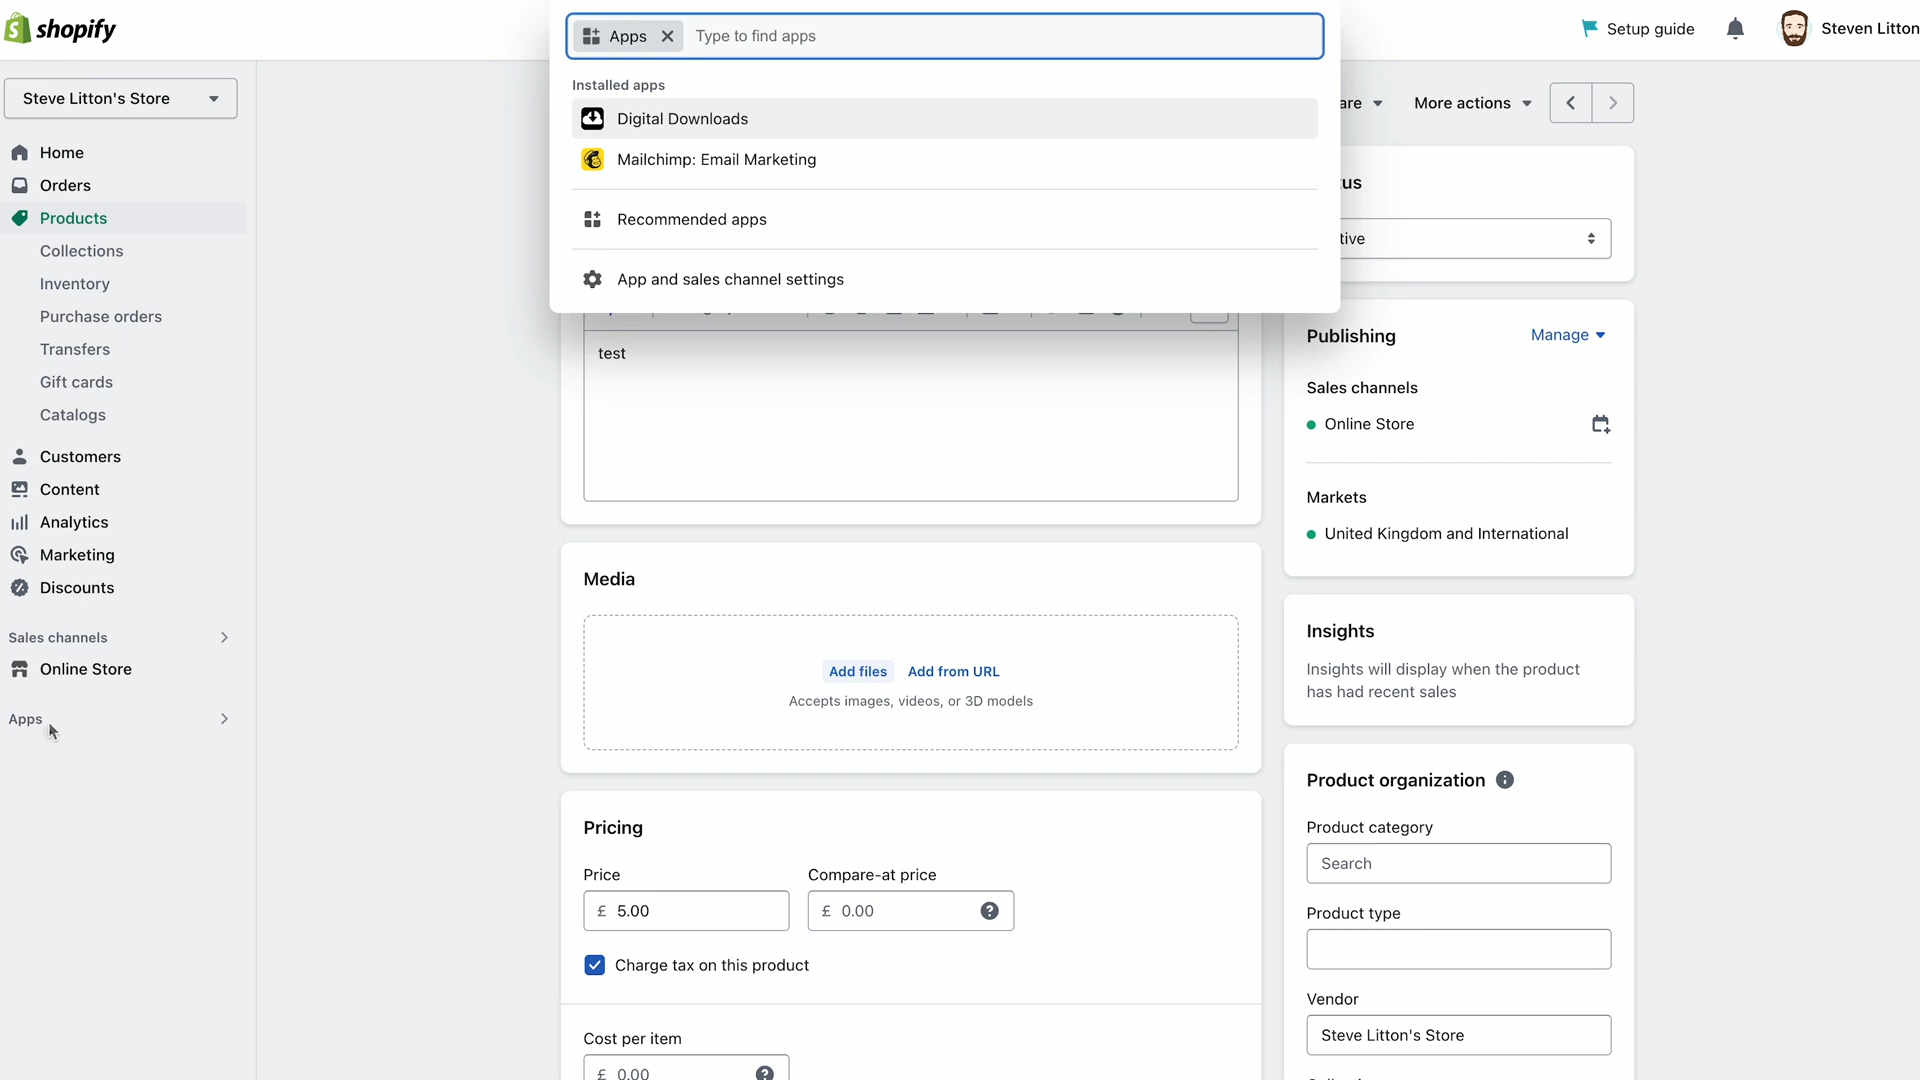 shopify
Apps
Type to find apps
Setup guide
Steven Litton
Installed apps
Steve Litton's Store
Digital Downloads
are
More actions
Home
Mailchimp: Email Marketing
Orders
tus
Products
Recommended apps
tive
Collections
Inventory
App and sales channel settings
Purchase orders
Publishing
Manage
Transfers
test
Gift cards
Sales channels
Catalogs
Online Store
Customers
Content
Markets
Analytics
United Kingdom and International
Marketing
Media
Discounts
Insights
Sales channels
Online Store
Add files Add from URL
Insights will display when the product
has had recent sales
Accepts images, videos, or 3D models
Apps
Product organization
Pricing
Product category
Price
Compare-at price
Search
£ 5.00
£ 0.00
Product type
Charge tax on this product
Vendor
Cost per item
Steve Litton's Store
£ 0.00